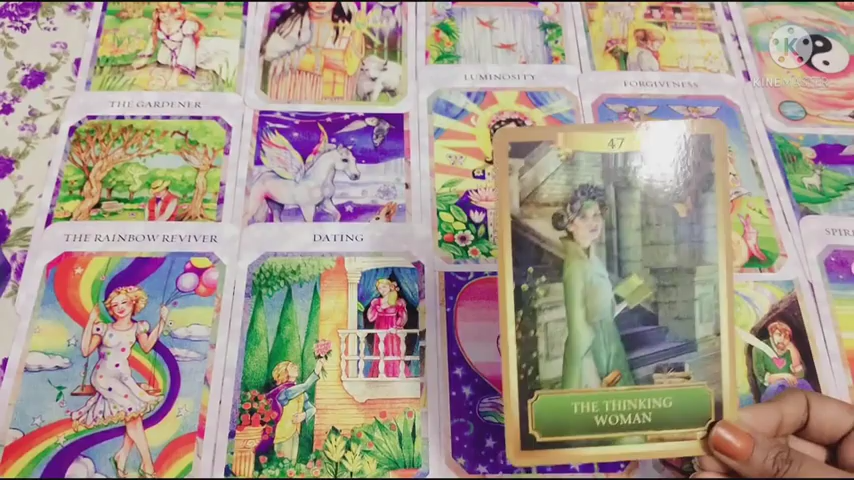 LUMINOSITY
FORGIVENESS
THE GARDENER
47
THE RAINBOW REVIVER
DATING
THE THINKING
WOMAN